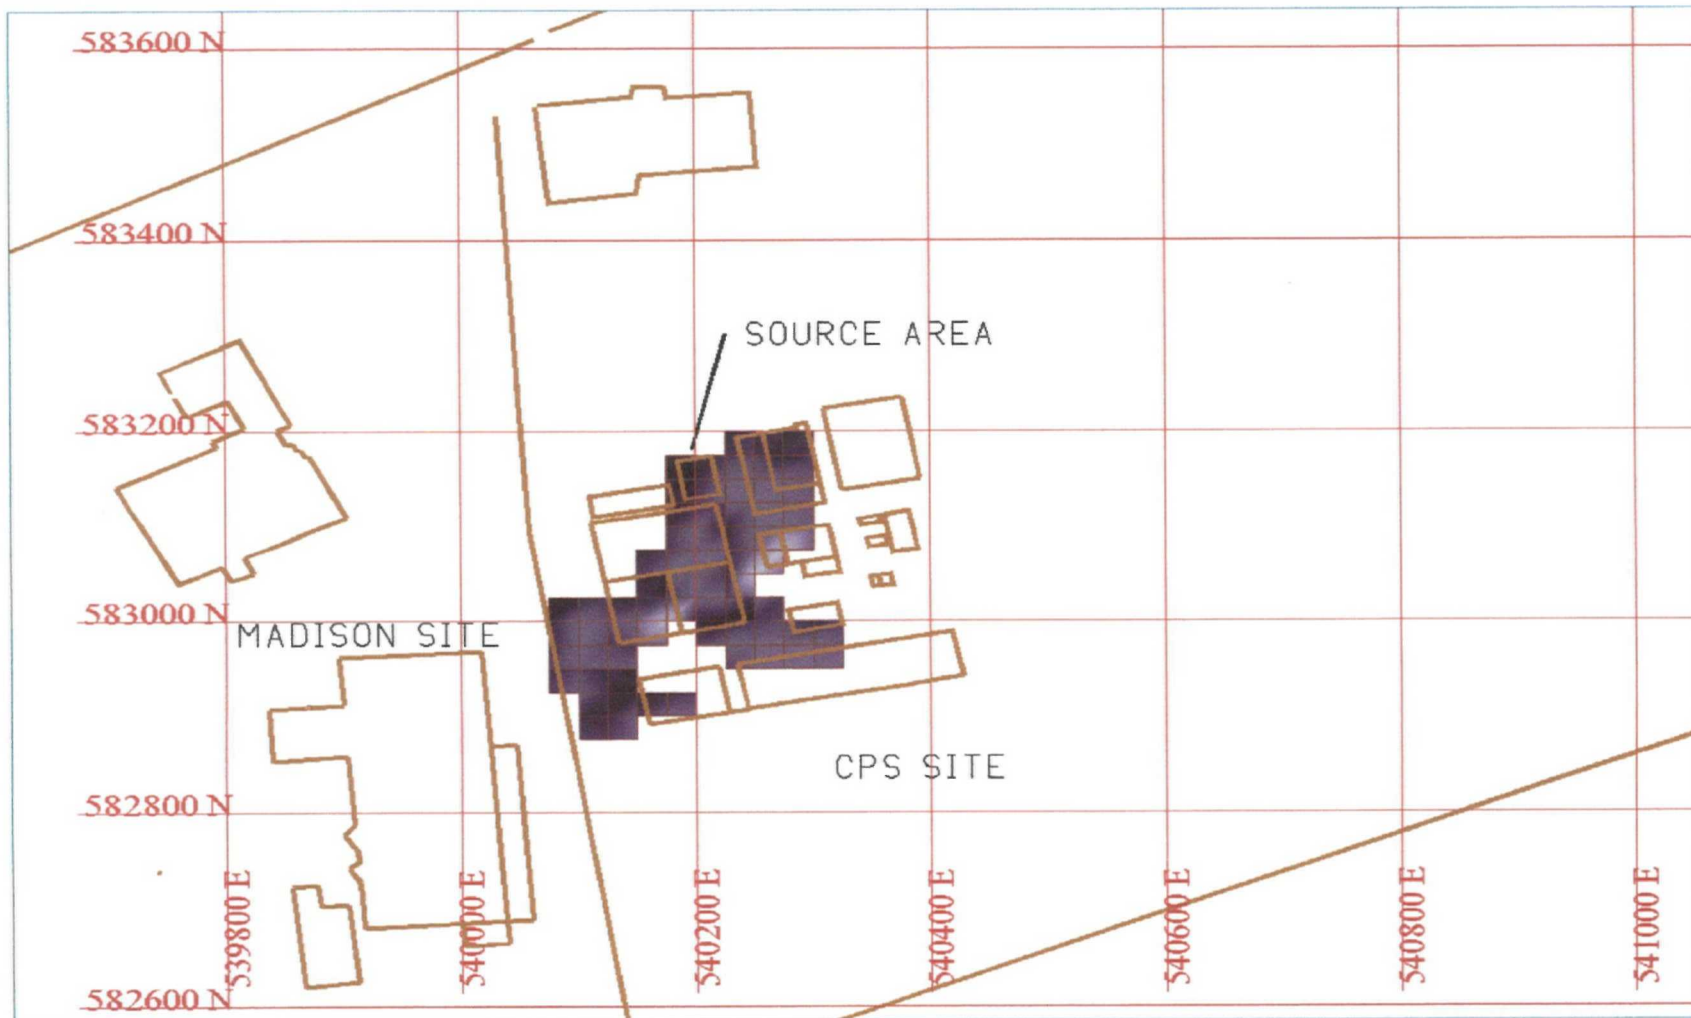 583600 N
583400 N
SOURCE AREA
583200 N
583000 N
MADISON SITE
CPS SITE
582800 N
539800 E
540000 E
540200 E
540400 E
540600 E
540800 E
541000 E
582600 N